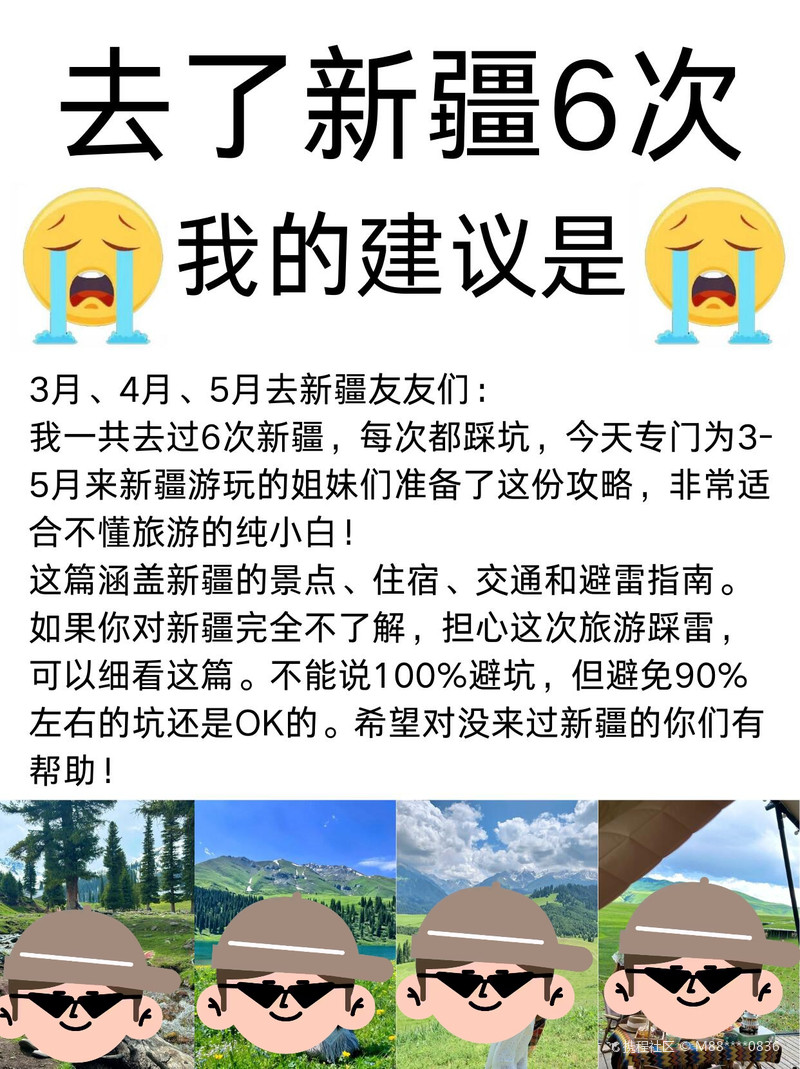 去了新疆6次
我的建议是
3月、4月、5月去新疆友友们：
我一共去过6次新疆，每次都踩坑，今天专门为3-
5月来新疆游玩的姐妹们准备了这份攻略，非常适
合不懂旅游的纯小白！
这篇涵盖新疆的景点、住宿、交通和避雷指南。
如果你对新疆完全不了解，担心这次旅游踩雷，
可以细看这篇。不能说100%避坑，但避免90%
左右的坑还是OK的。希望对没来过新疆的你们有
帮助！
携程社区 © M88****0836